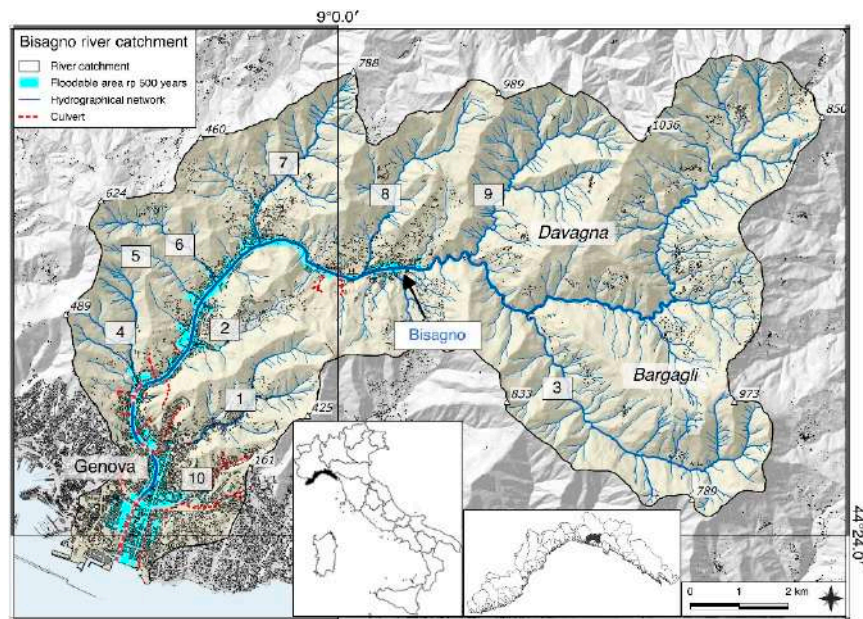 9°0.0'
Bisagno river catchment
River catchment
Floodable area rp 500 years
Hydrographical network
Culvert
788
989
850
1036
460
7
8
9
624
6
5
Davagna
489
4
2
Bisagno
Bargagli
1
3
425
833
973
Genova
161
10
789
44°24.0'
0
1
2 km